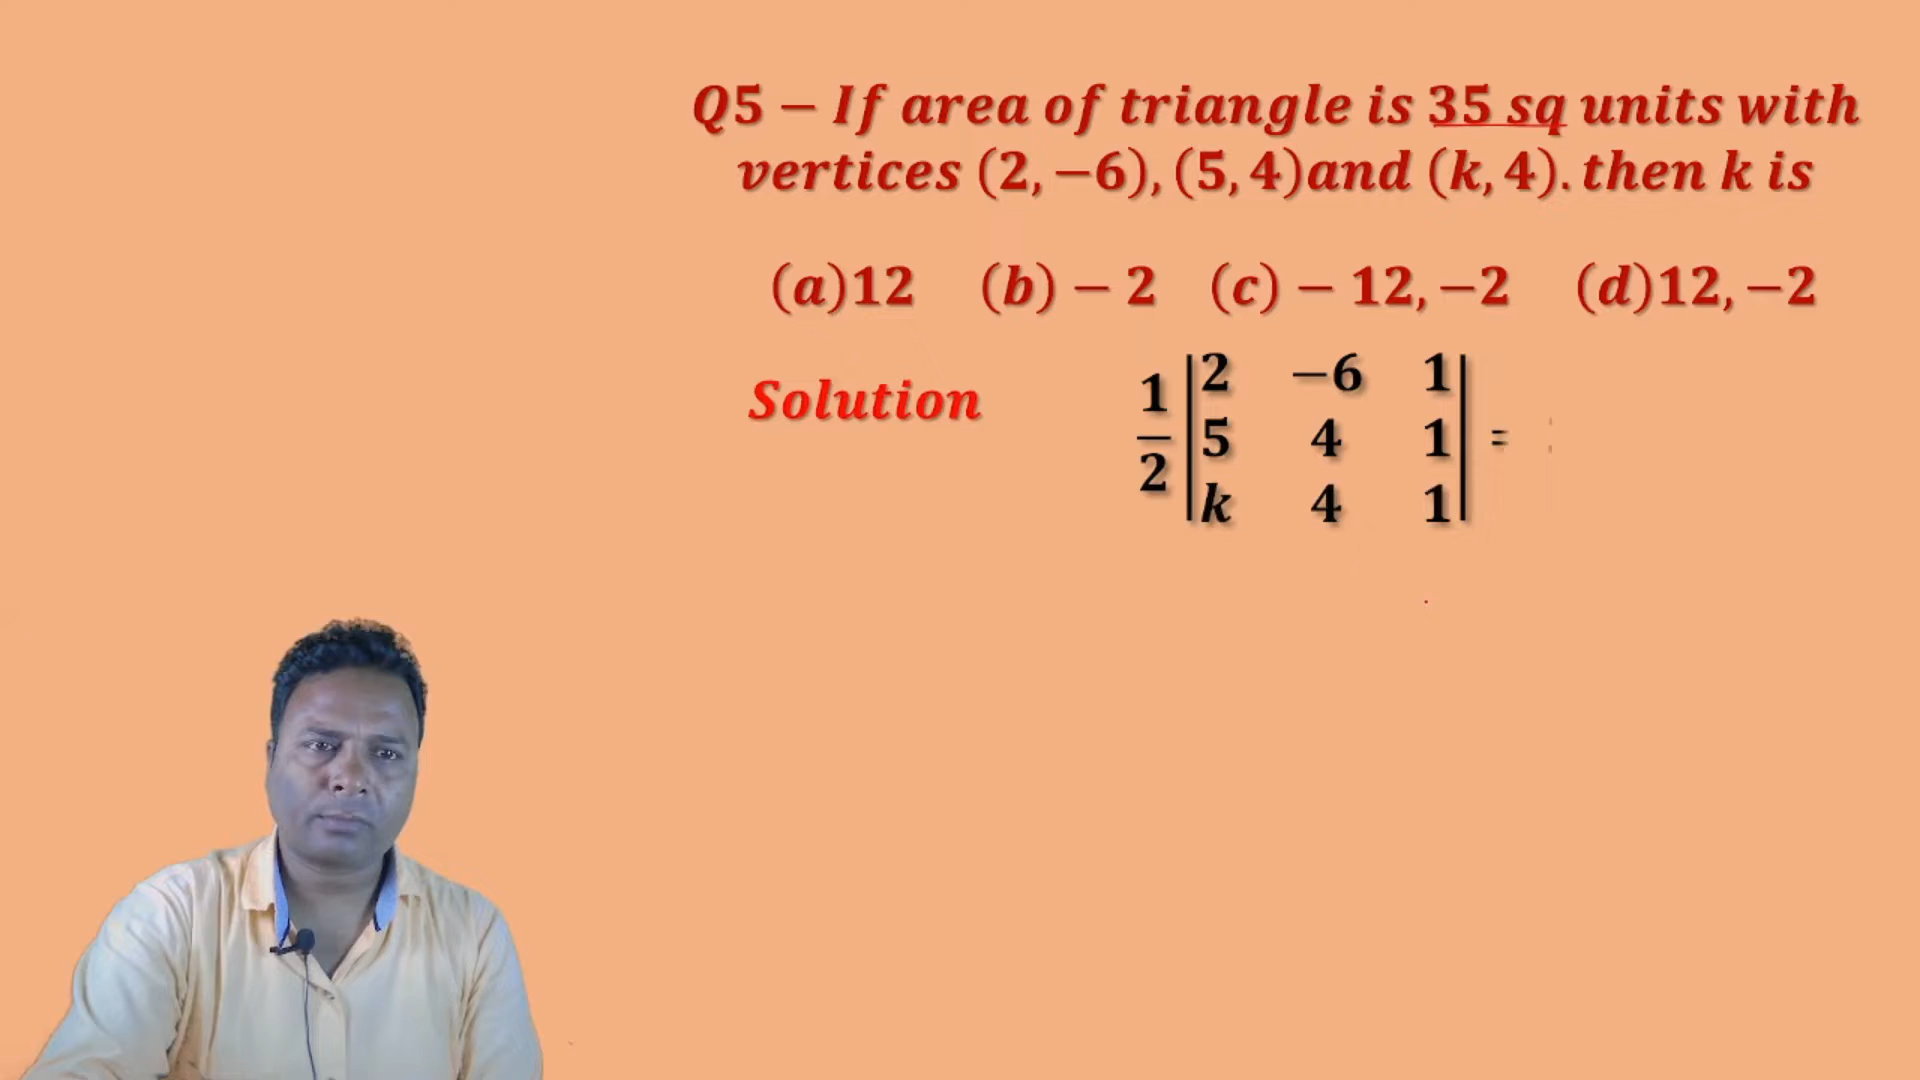 Q5 − If area of triangle is 35 sq units with
vertices (2, −6), (5, 4)and (k, 4). then k is
(a)12 (b) − 2 (c) − 12, −2 (d)12, −2
Solution
1/2 |2 −6 1|
|5 4 1| =
|k 4 1|